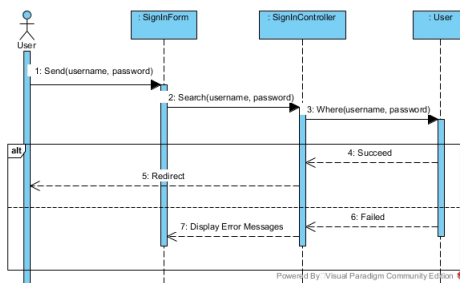 : SignInForm
: SignInController
: User
User
1: Send(username, password)
2: Search(username, password)
3: Where(username, password)
alt
4: Succeed
5: Redirect
6: Failed
7: Display Error Messages
Powered By Visual Paradigm Community Edition